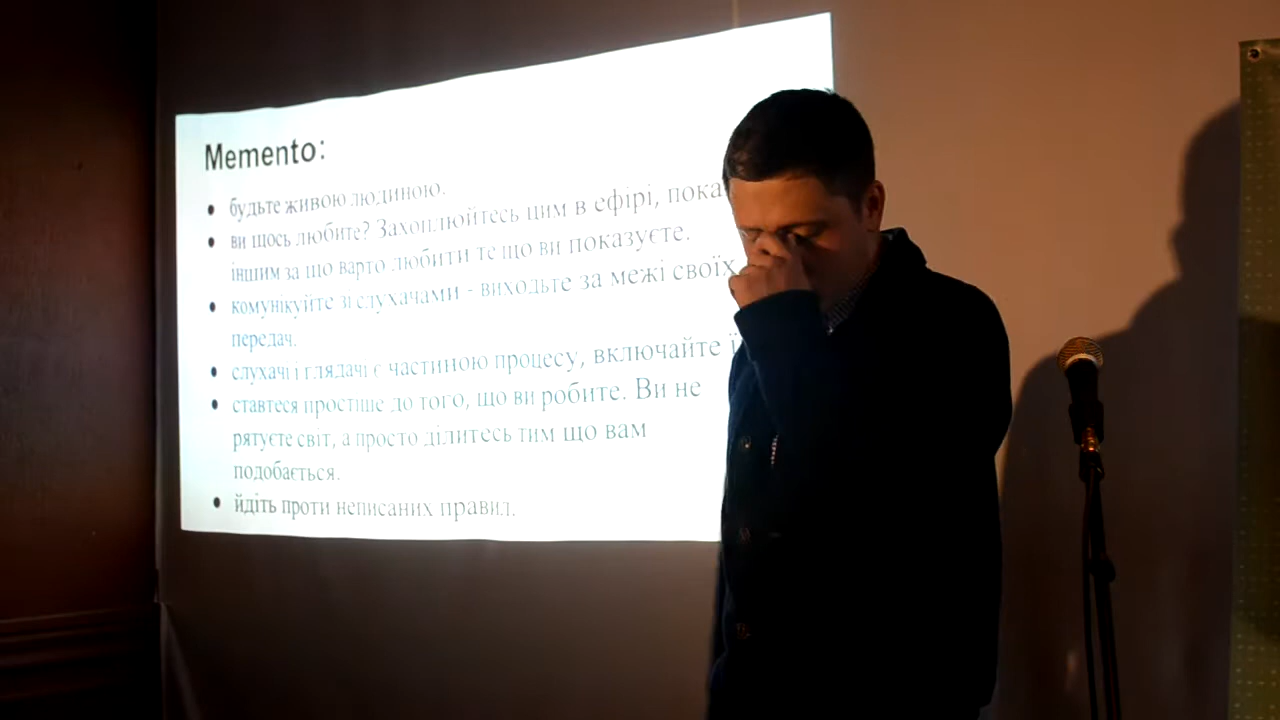 Memento:
• будьте живою людиною.
• ви щось любите? Захоплюйтесь цим в ефірі,
іншим за що варто любити те що ви показуєте.
• комунікуйте зі слухачами - виходьте за межі своїх
передач.
• слухачі і глядачі є частиною процесу, включайте
• ставтеся простіше до того, що ви робите. Ви не
рятуєте світ, а просто ділитесь тим що вам
подобається.
• йдіть проти неписаних правил.